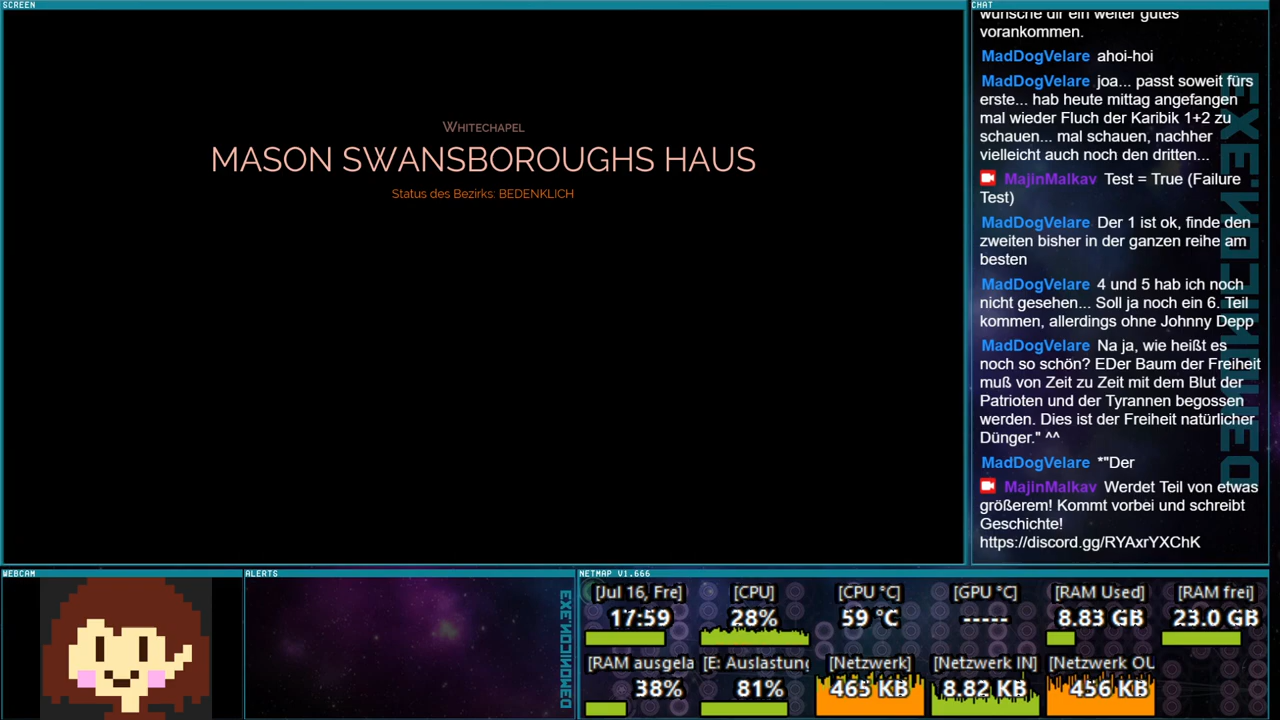 SCREEN
WHITECHAPEL
MASON SWANSBOROUGHS HAUS
Status des Bezirks: BEDENKLICH
CHAT
wünsche dir ein weiter gutes
vorankommen.
MadDogVelare ahoi-hoi
MadDogVelare joa... passt soweit fürs
erste... hab heute mittag angefangen
mal wieder Fluch der Karibik 1+2 zu
schauen... mal schauen, nachher
vielleicht auch noch den dritten...
MajinMalkav Test = True (Failure
Test)
MadDogVelare Der 1 ist ok, finde den
zweiten bisher in der ganzen reihe am
besten
MadDogVelare 4 und 5 hab ich noch
nicht gesehen... Soll ja noch ein 6. Teil
kommen, allerdings ohne Johnny Depp
MadDogVelare Na ja, wie heißt es
noch so schön? EDer Baum der Freiheit
muß von Zeit zu Zeit mit dem Blut der
Patrioten und der Tyrannen begossen
werden. Dies ist der Freiheit natürlicher
Dünger." ^^
MadDogVelare *"Der
MajinMalkav Werdet Teil von etwas
größerem! Kommt vorbei und schreibt
Geschichte!
https://discord.gg/RYAxrYXChK
WEBCAM
ALERTS
NETMAP V1.666
[Jul 16, Fre] [CPU] [CPU °C] [GPU °C] [RAM Used] [RAM frei]
17:59 28% 59 °C ----- 8.83 GB 23.0 GB
[RAM ausgela [E: Auslastung [Netzwerk] [Netzwerk IN] [Netzwerk OU
38% 81% 465 KB 8.82 KB 456 KB